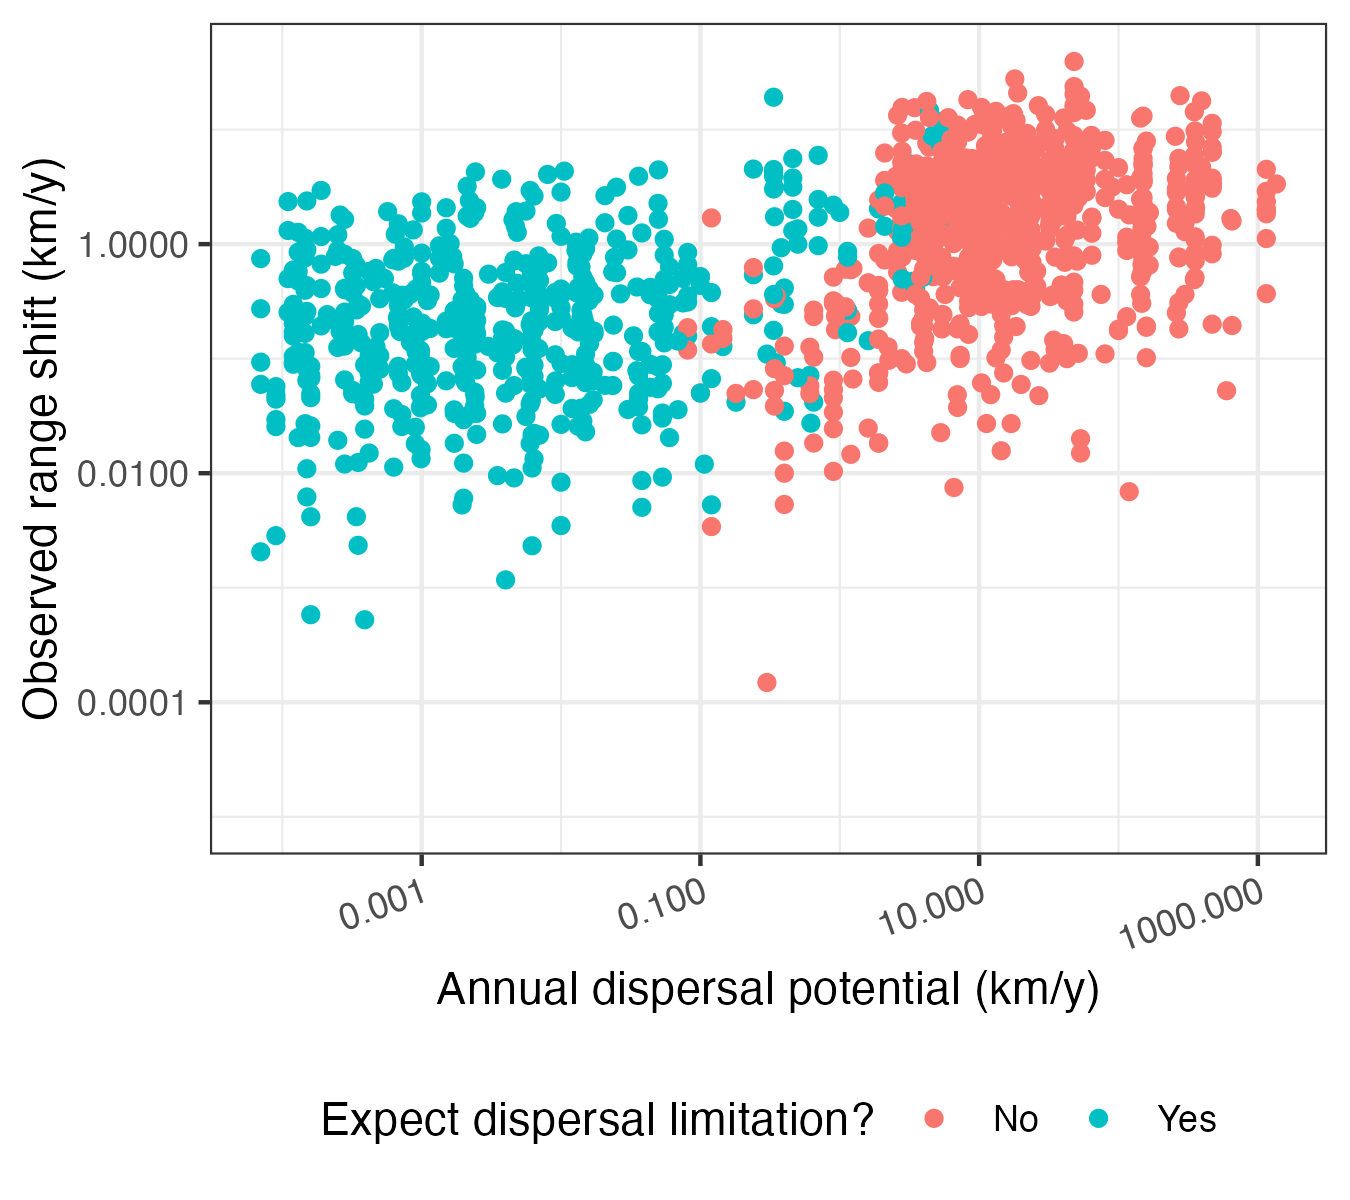 Observed range shift (km/y)
1.0000
0.0100
0.0001
0.001
0.100
10.000
1000.000
Annual dispersal potential (km/y)
Expect dispersal limitation? No Yes